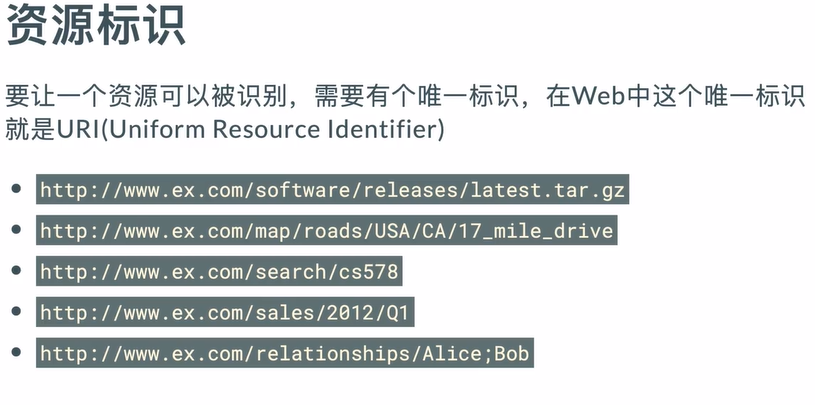 资源标识
要让一个资源可以被识别，需要有个唯一标识，在Web中这个唯一标识
就是URI(Uniform Resource Identifier)
http://www.ex.com/software/releases/latest.tar.gz
http://www.ex.com/map/roads/USA/CA/17_mile_drive
http://www.ex.com/search/cs578
http://www.ex.com/sales/2012/Q1
http://www.ex.com/relationships/Alice;Bob